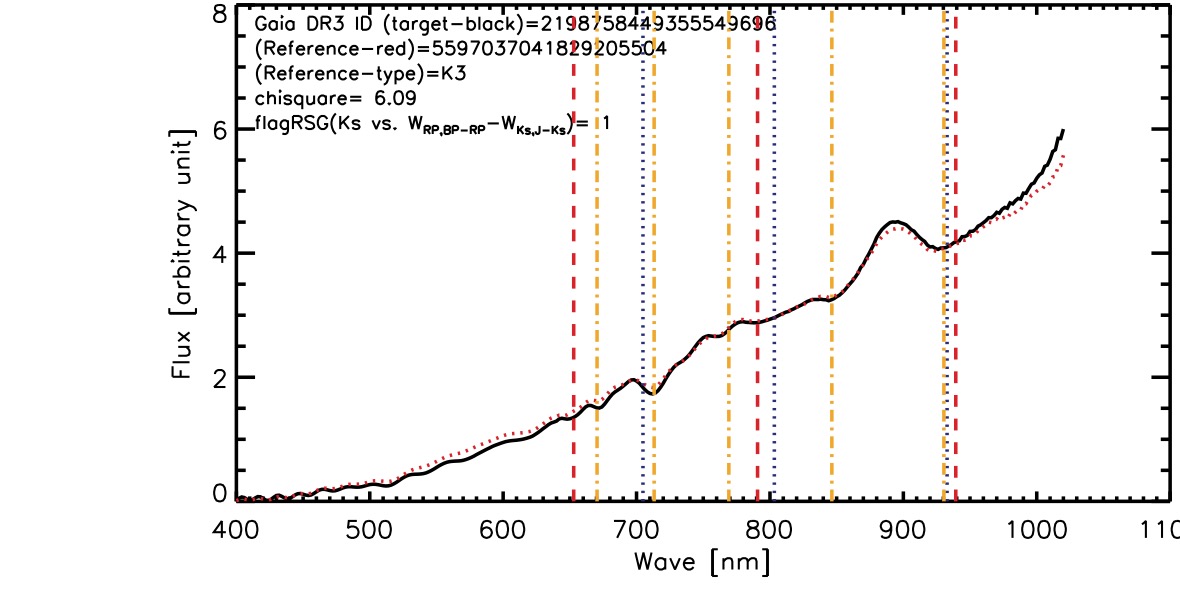 8
Gaia DR3 ID (target-black)=2198758449355549696
(Reference-red)=5597037041829205504
(Reference-type)=K3
chisquare= 6.09
flagRSG(Ks vs. WRP,BP-RP-WKs,J-Ks)= 1
6
4
2
0
Flux [arbitrary unit]
400 500 600 700 800 900 1000 110
Wave [nm]